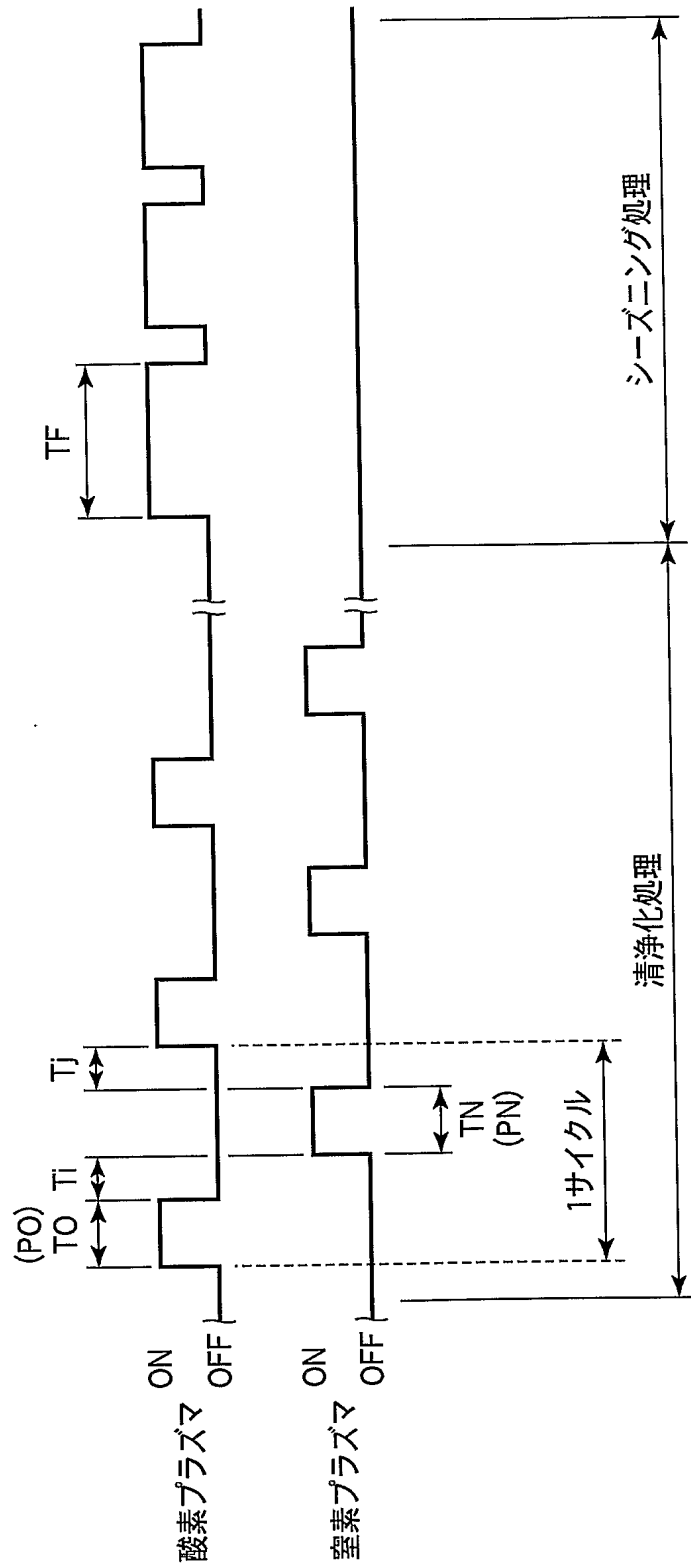 酸素プラズマ
ON
OFF
(PO)
TO
Ti
Tj
TF
窒素プラズマ
ON
OFF
TN
(PN)
1サイクル
清浄化処理
シーズニング処理